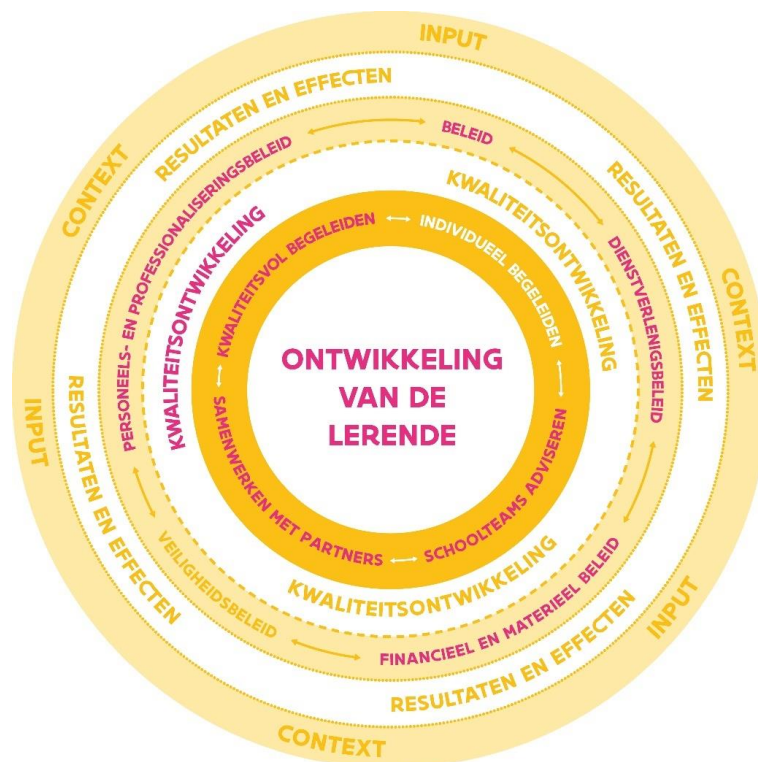 INPUT
CONTEXT
CONTEXT
INPUT
INPUT
CONTEXT
RESULTATEN EN EFFECTEN
RESULTATEN EN EFFECTEN
RESULTATEN EN EFFECTEN
RESULTATEN EN EFFECTEN
BELEID
DIENSTVERLENIGSBELEID
FINANCIEEL EN MATERIEEL BELEID
VEILIGHEIDSBELEID
PERSONEELS- EN PROFESSIONALISERINGSBELEID
KWALITEITSONTWIKKELING
KWALITEITSONTWIKKELING
KWALITEITSONTWIKKELING
KWALITEITSVOL BEGELEIDEN
INDIVIDUEEL BEGELEIDEN
SCHOOLTEAMS ADVISEREN
SAMENWERKEN MET PARTNERS
ONTWIKKELING
VAN DE
LERENDE